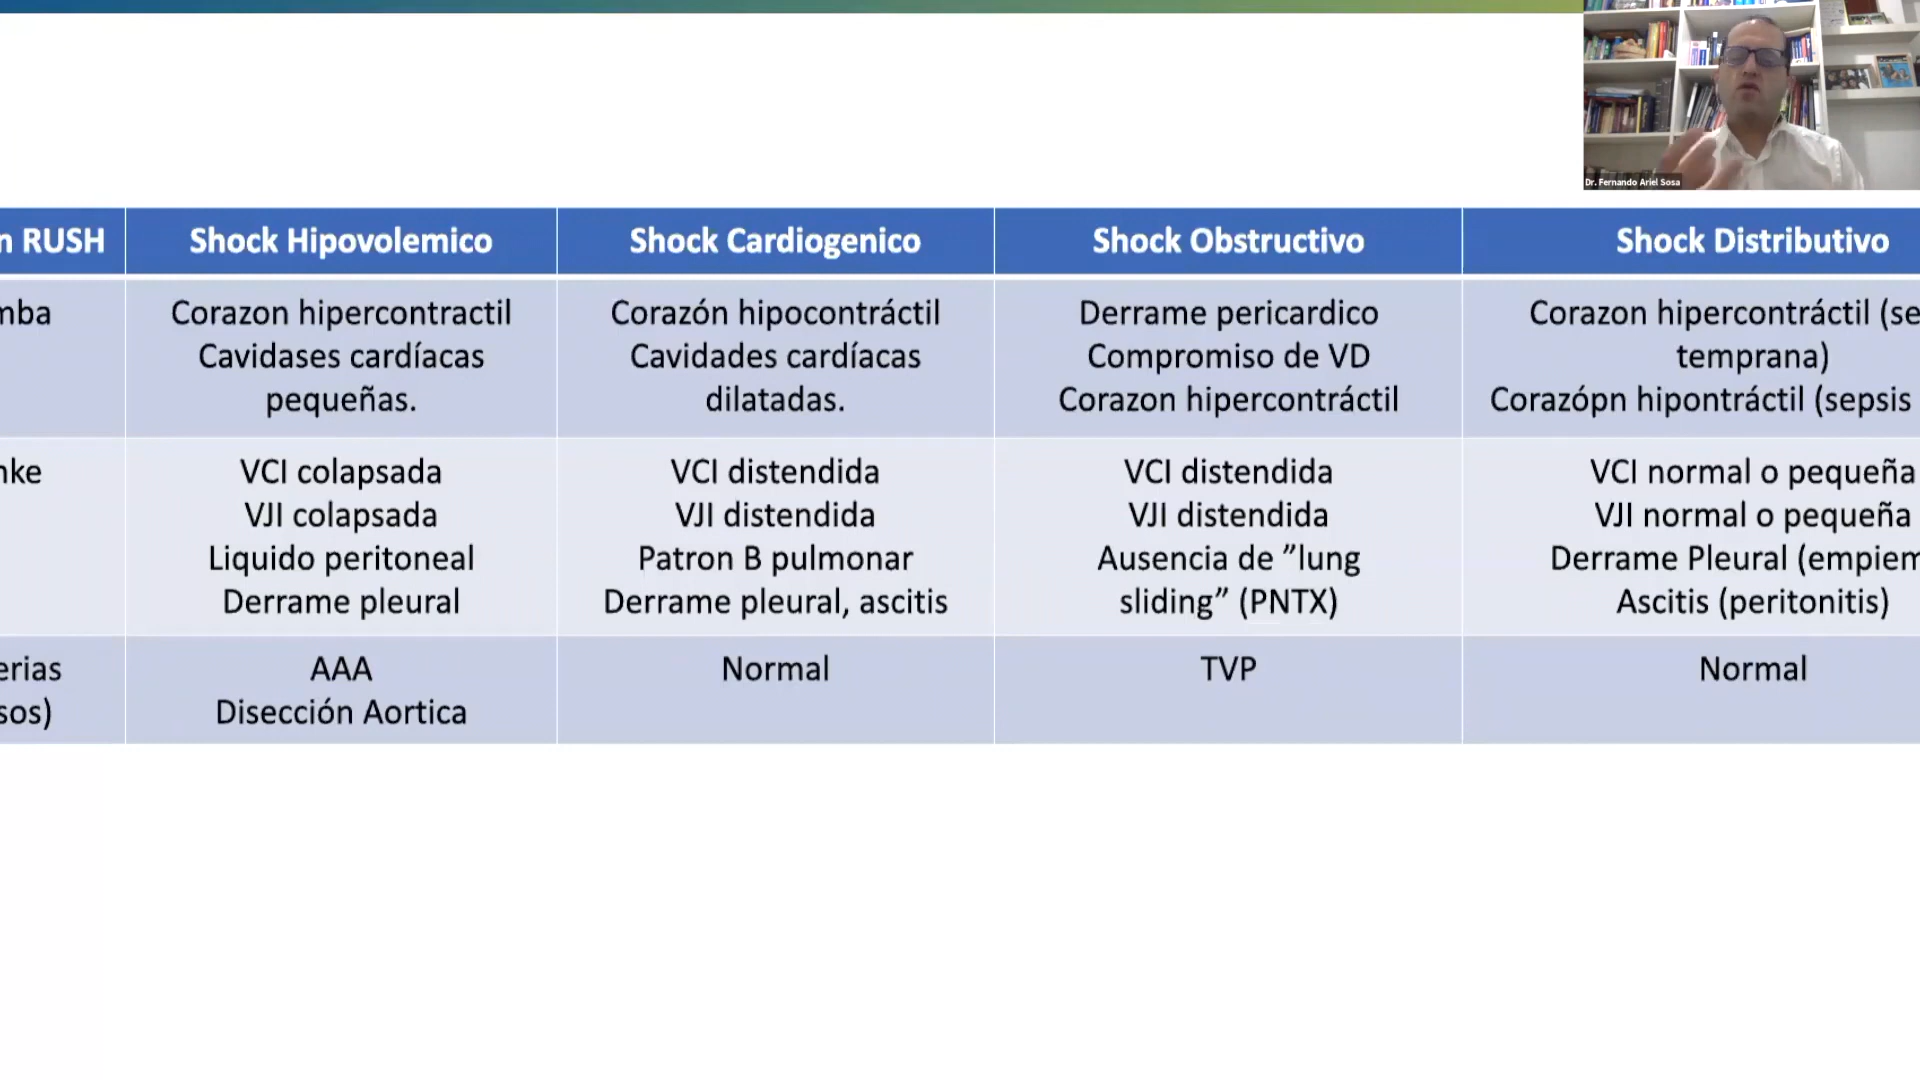 Dr. Fernando Ariel Sosa
n RUSH
Shock Hipovolemico
Shock Cardiogenico
Shock Obstructivo
Shock Distributivo
mba
Corazon hipercontractil
Cavidases cardíacas
pequeñas.
Corazón hipocontráctil
Cavidades cardíacas
dilatadas.
Derrame pericardico
Compromiso de VD
Corazon hipercontráctil
Corazon hipercontráctil (se
temprana)
Corazópn hipontráctil (sepsis
nke
VCI colapsada
VJI colapsada
Liquido peritoneal
Derrame pleural
VCI distendida
VJI distendida
Patron B pulmonar
Derrame pleural, ascitis
VCI distendida
VJI distendida
Ausencia de ”lung
sliding” (PNTX)
VCI normal o pequeña
VJI normal o pequeña
Derrame Pleural (empiem
Ascitis (peritonitis)
erias
sos)
AAA
Disección Aortica
Normal
TVP
Normal